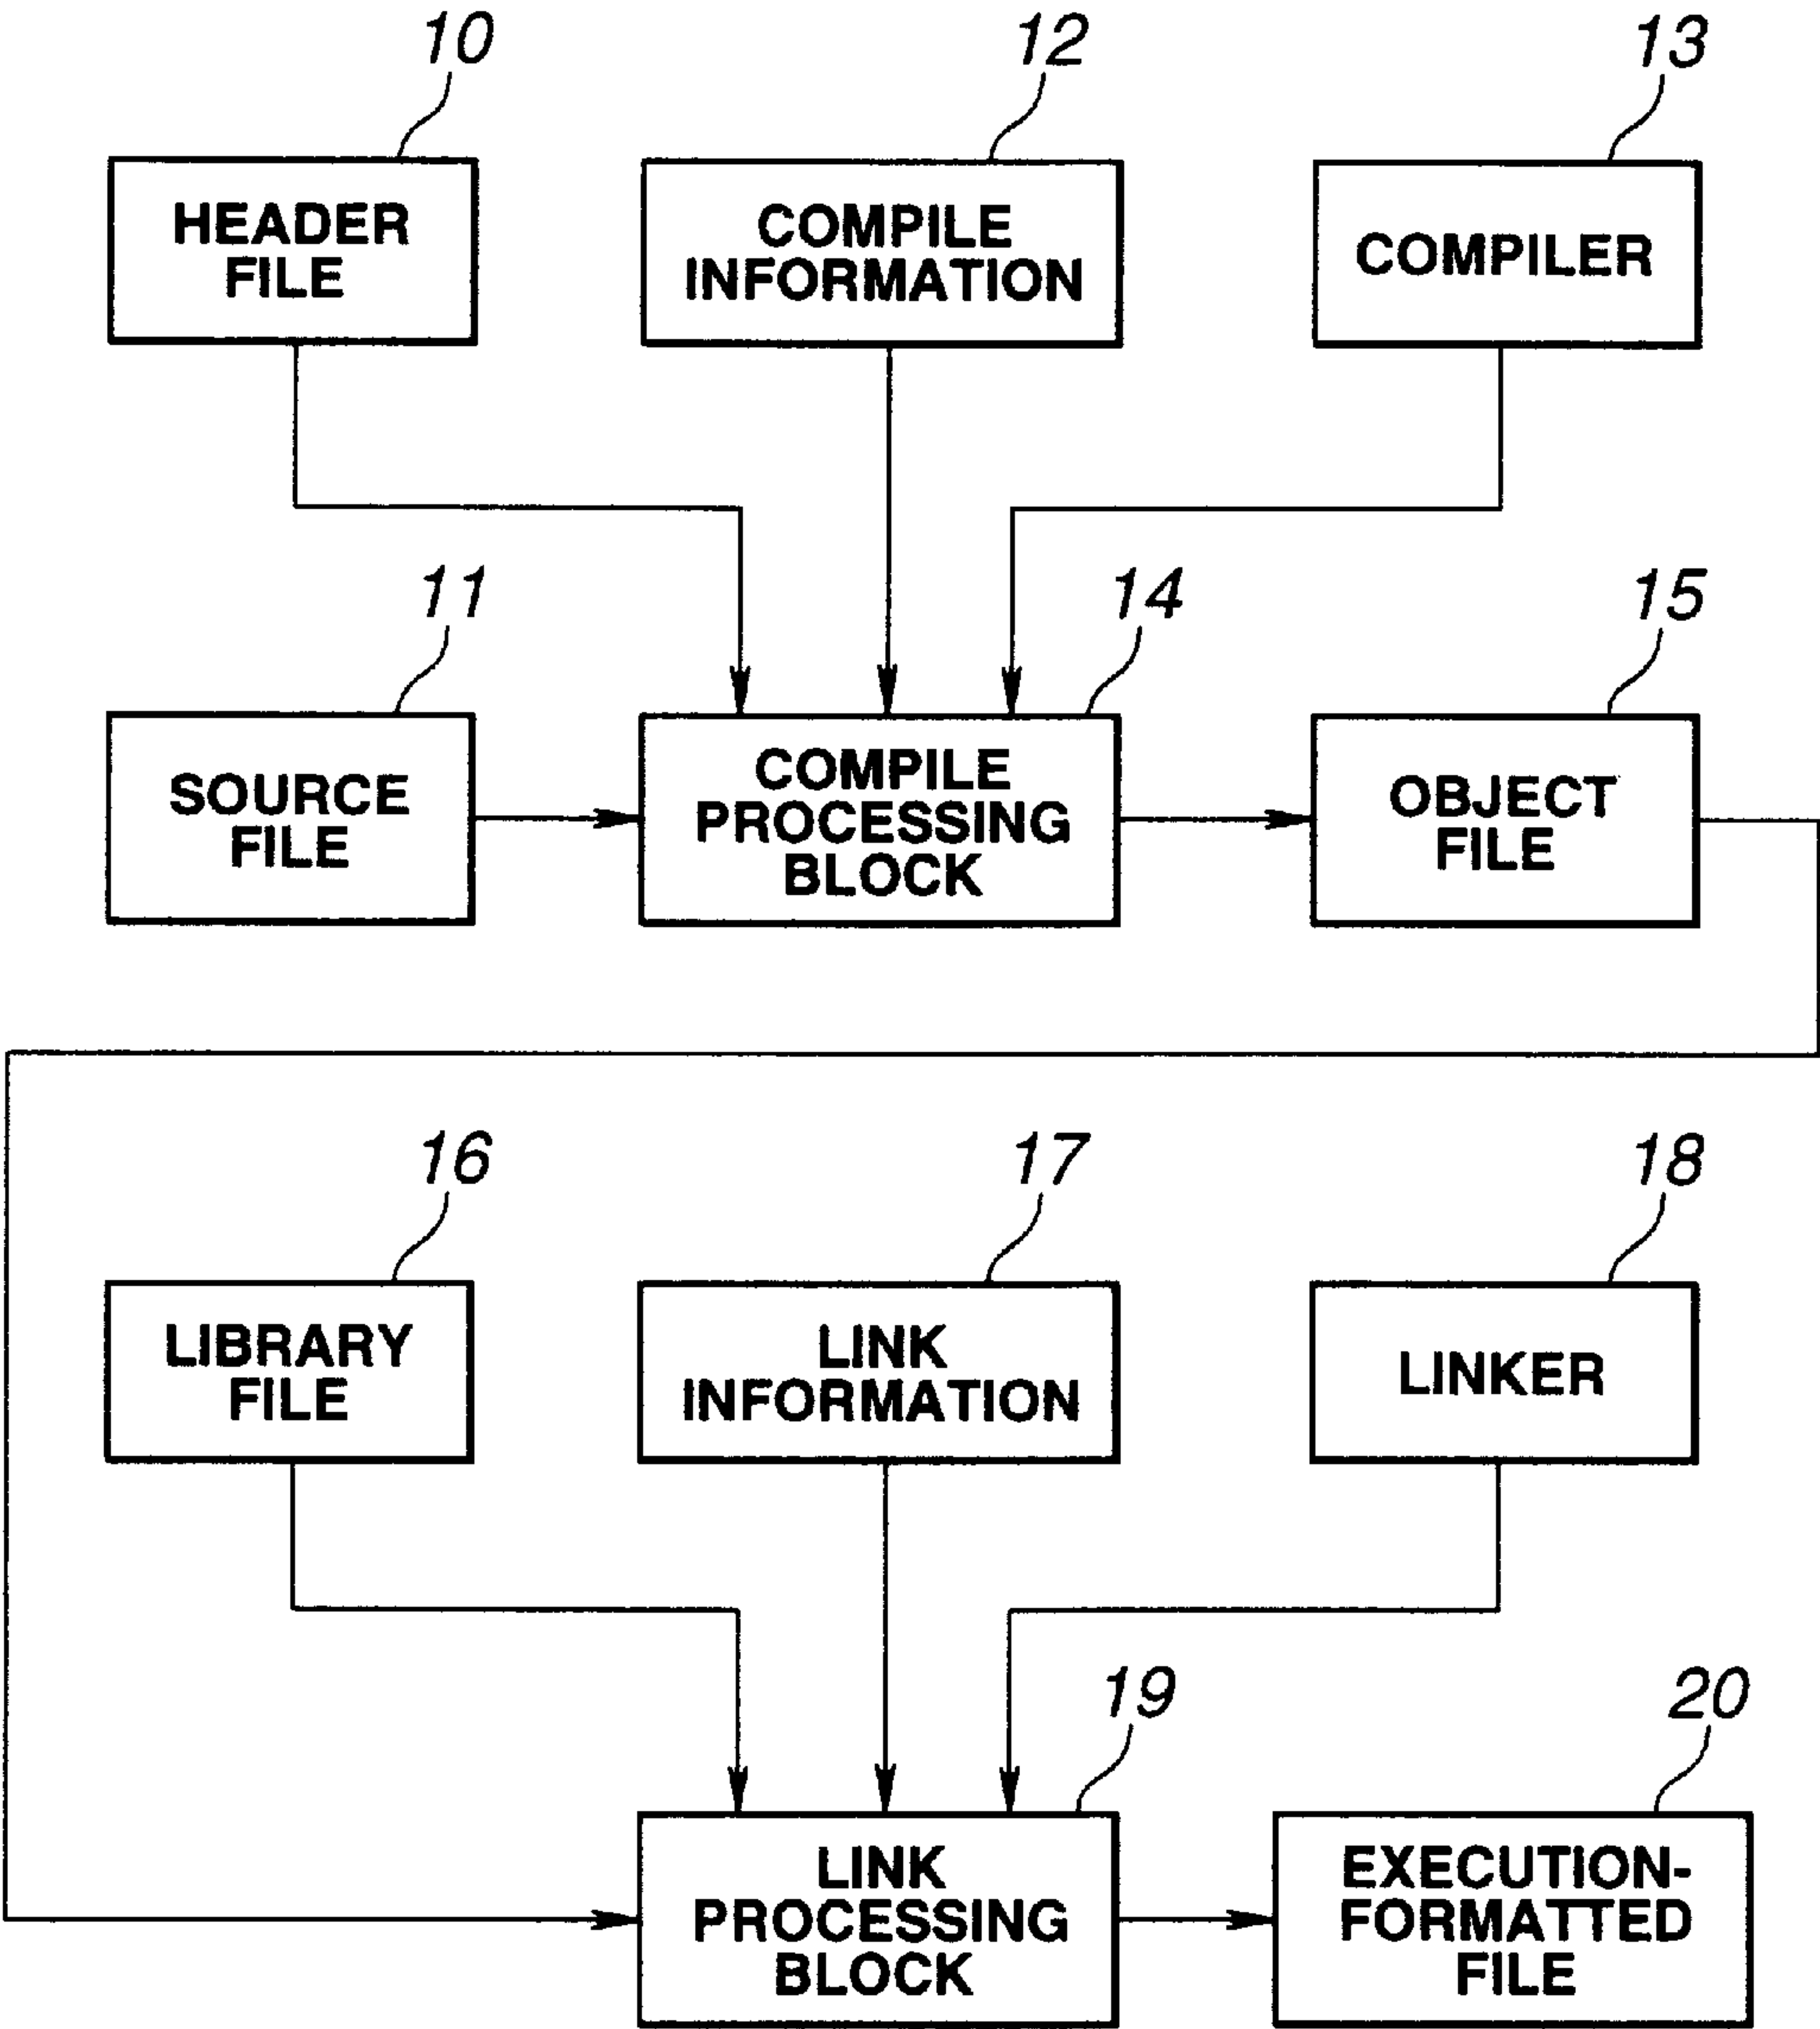 10
12
13
HEADER
FILE
COMPILE
INFORMATION
COMPILER
11
14
15
SOURCE
FILE
COMPILE
PROCESSING
BLOCK
OBJECT
FILE
16
17
18
LIBRARY
FILE
LINK
INFORMATION
LINKER
19
20
LINK
PROCESSING
BLOCK
EXECUTION-
FORMATTED
FILE